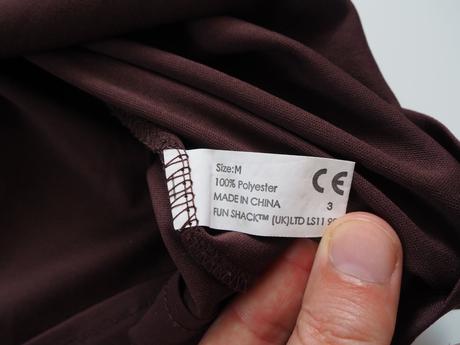 Size:M
100% Polyester
MADE IN CHINA
FUN SHACK™ (UK)LTD LS11
CE
3